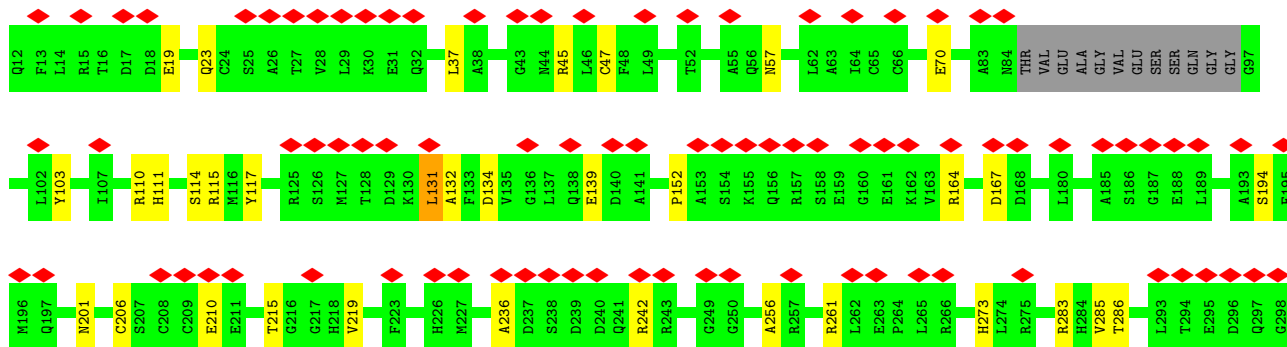 Q12 F13 L14 R15 T16 D17 D18 E19 Q23 C24 S25 A26 T27 V28 L29 K30 E31 Q32 L37 A38 G43 N44 R45 L46 C47 F48 L49 T52 A55 Q56 N57 L62 A63 I64 C65 C66 E70 A83 N84 THR VAL GLU ALA GLY VAL GLU SER SER GLN GLY GLY G97
L102 Y103 I107 R110 H111 S114 R115 M116 Y117 R125 S126 M127 T128 D129 K130 L131 A132 F133 D134 V135 G136 L137 Q138 E139 D140 A141 P152 A153 S154 K155 Q156 R157 S158 E159 G160 E161 K162 V163 R164 D167 D168 L180 A185 S186 G187 E188 L189 A193 S194 E195
M196 Q197 N201 C206 S207 C208 C209 E210 E211 T215 G216 G217 H218 V219 F223 H226 M227 A236 D237 S238 D239 D240 Q241 R242 R243 G249 G250 A256 R257 R261 L262 E263 P264 L265 R266 H273 L274 R275 R283 H284 V285 T286 L293 T294 E295 D296 Q297 G298